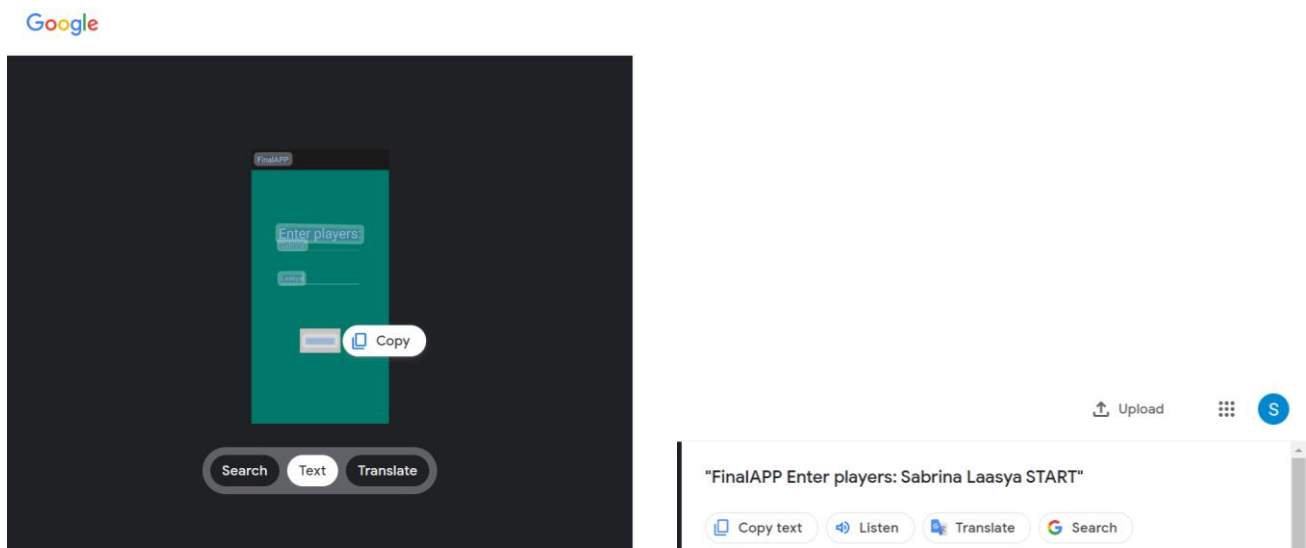 Google
FinalAPP
Enter players:
Laasya
Copy
Search Text Translate
Upload
S
"FinalAPP Enter players: Sabrina Laasya START"
Copy text Listen Translate G Search